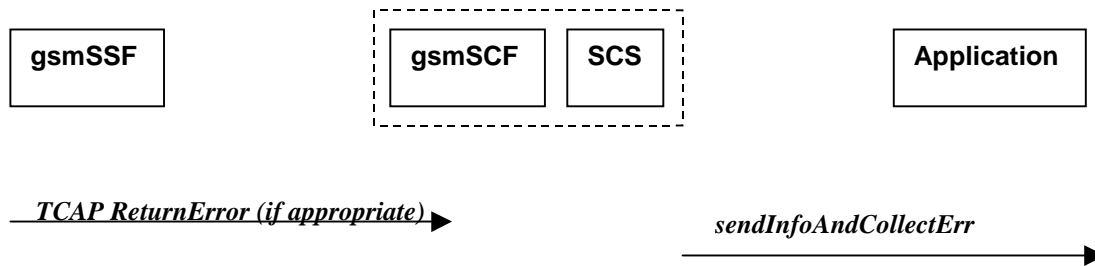 gsmSSF gsmSCF SCS Application
TCAP ReturnError (if appropriate)
sendInfoAndCollectErr